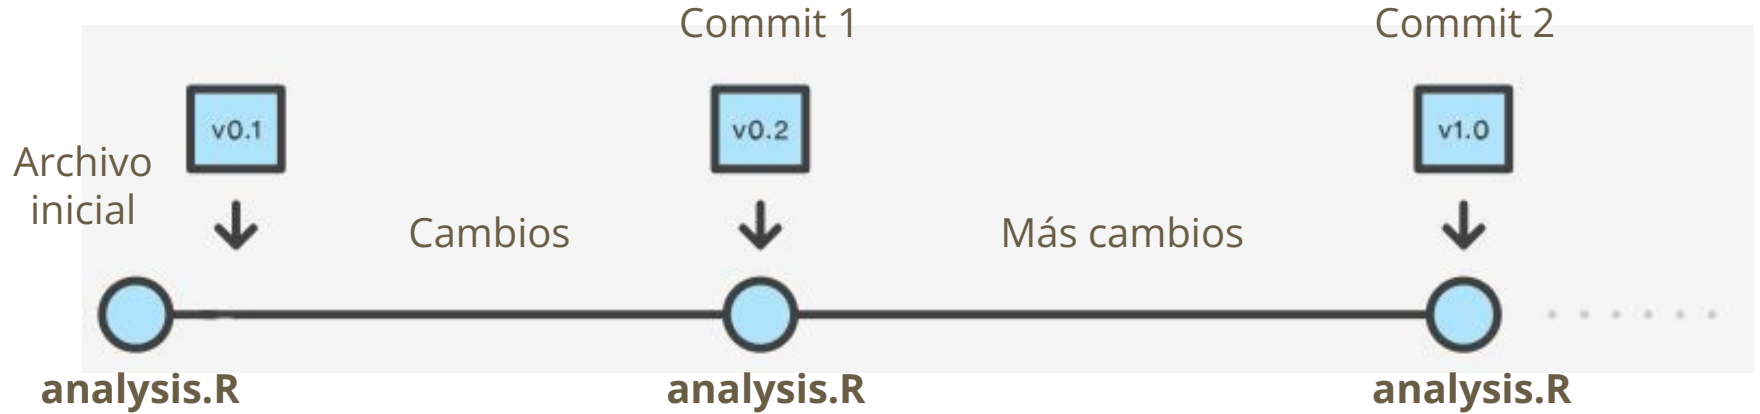 Commit 1
Commit 2
v0.1
v0.2
v1.0
Archivo
inicial
Cambios
Más cambios
analysis.R
analysis.R
analysis.R